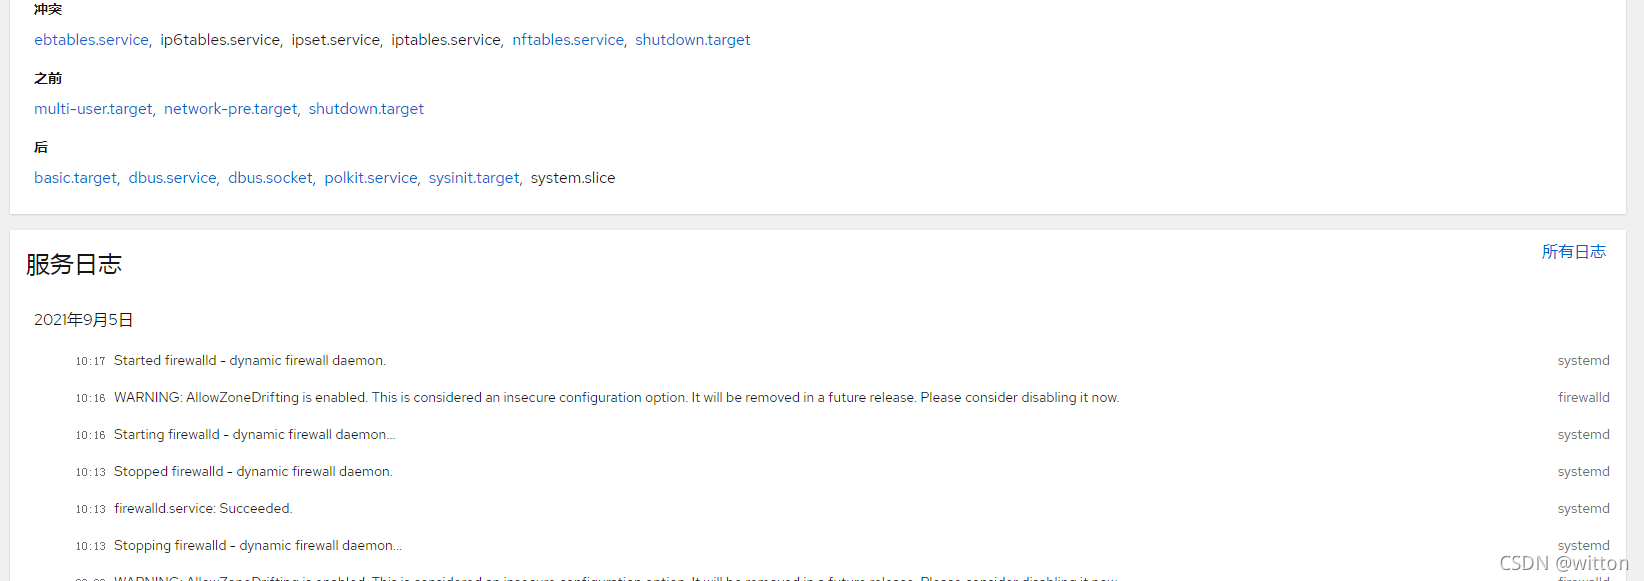 冲突
ebtables.service, ip6tables.service, ipset.service, iptables.service, nftables.service, shutdown.target
之前
multi-user.target, network-pre.target, shutdown.target
后
basic.target, dbus.service, dbus.socket, polkit.service, sysinit.target, system.slice
服务日志 所有日志
2021年9月5日
10:17 Started firewalld - dynamic firewall daemon. systemd
10:16 WARNING: AllowZoneDrifting is enabled. This is considered an insecure configuration option. It will be removed in a future release. Please consider disabling it now. firewalld
10:16 Starting firewalld - dynamic firewall daemon... systemd
10:13 Stopped firewalld - dynamic firewall daemon. systemd
10:13 firewalld.service: Succeeded. systemd
10:13 Stopping firewalld - dynamic firewall daemon... systemd
WARNING: AllowZoneDrifting is enabled. This is considered an insecure configuration option. It will be removed in a future release. Please consider disabling it now. firewalld
CSDN @witton